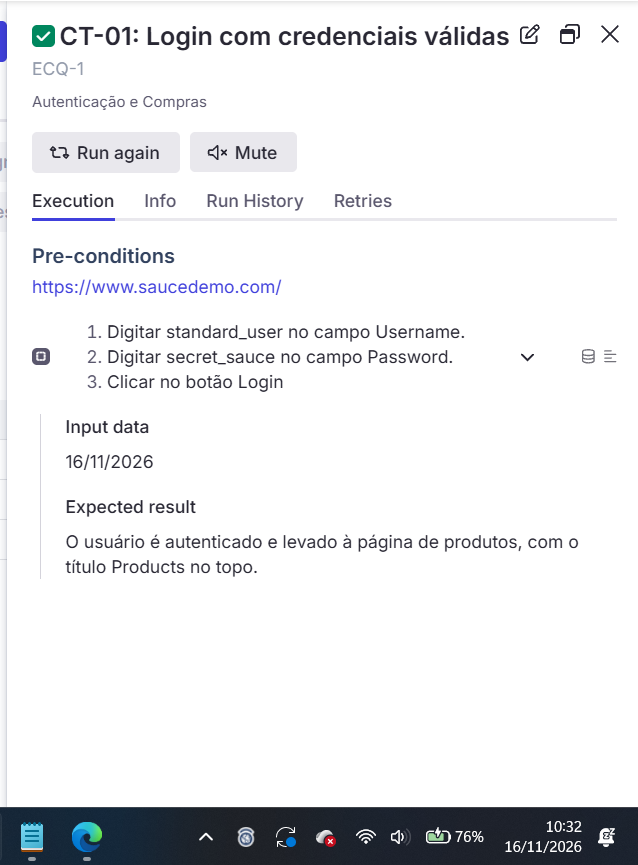 CT-01: Login com credenciais válidas
ECQ-1
Autenticação e Compras
Run again
Mute
Execution Info Run History Retries
Pre-conditions
https://www.saucedemo.com/
1. Digitar standard_user no campo Username.
2. Digitar secret_sauce no campo Password.
3. Clicar no botão Login
Input data
16/11/2026
Expected result
O usuário é autenticado e levado à página de produtos, com o
título Products no topo.
76%
10:32
16/11/2026